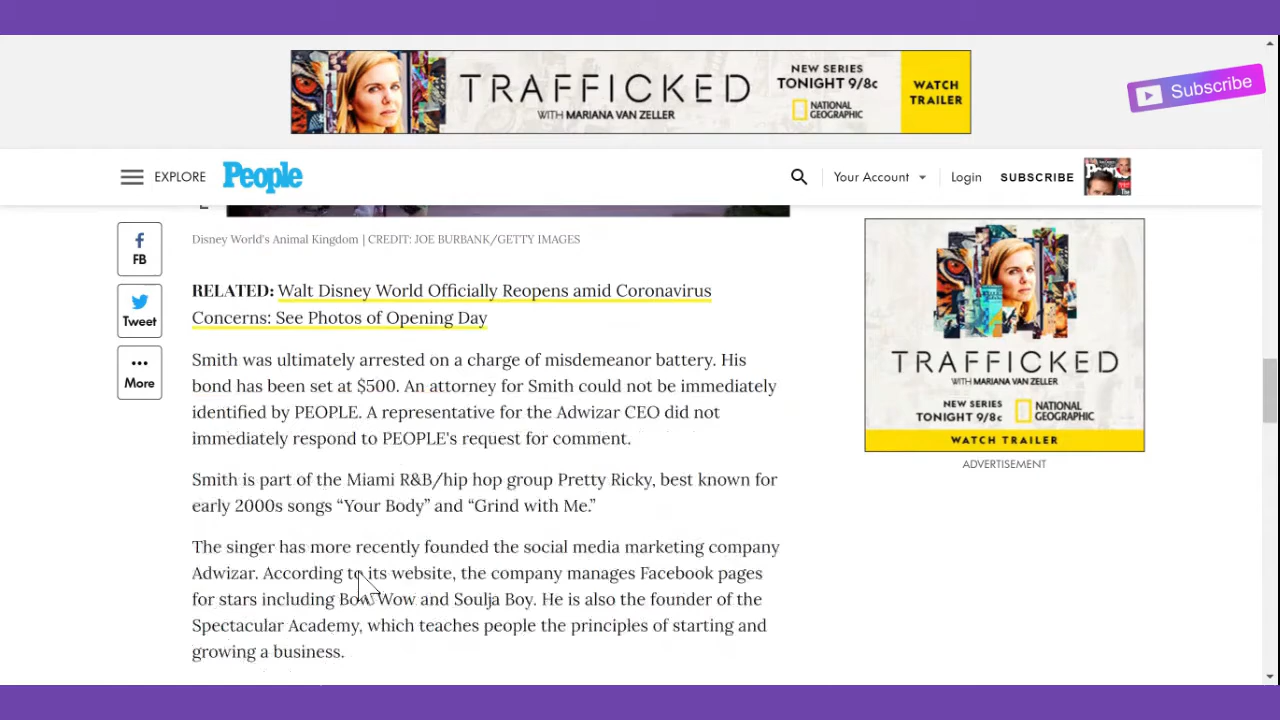 TRAFFICKED
WITH MARIANA VAN ZELLER
NEW SERIES
TONIGHT 9/8c
NATIONAL
GEOGRAPHIC
WATCH
TRAILER
Subscribe
EXPLORE
People
Your Account
Login
SUBSCRIBE
People
FB
Tweet
More
Disney World's Animal Kingdom | CREDIT: JOE BURBANK/GETTY IMAGES
RELATED: Walt Disney World Officially Reopens amid Coronavirus
Concerns: See Photos of Opening Day
Smith was ultimately arrested on a charge of misdemeanor battery. His
bond has been set at $500. An attorney for Smith could not be immediately
identified by PEOPLE. A representative for the Adwizar CEO did not
immediately respond to PEOPLE's request for comment.
Smith is part of the Miami R&B/hip hop group Pretty Ricky, best known for
early 2000s songs “Your Body” and “Grind with Me.”
The singer has more recently founded the social media marketing company
Adwizar. According to its website, the company manages Facebook pages
for stars including Bow Wow and Soulja Boy. He is also the founder of the
Spectacular Academy, which teaches people the principles of starting and
growing a business.
TRAFFICKED
WITH MARIANA VAN ZELLER
NEW SERIES
TONIGHT 9/8c
NATIONAL
GEOGRAPHIC
WATCH TRAILER
ADVERTISEMENT